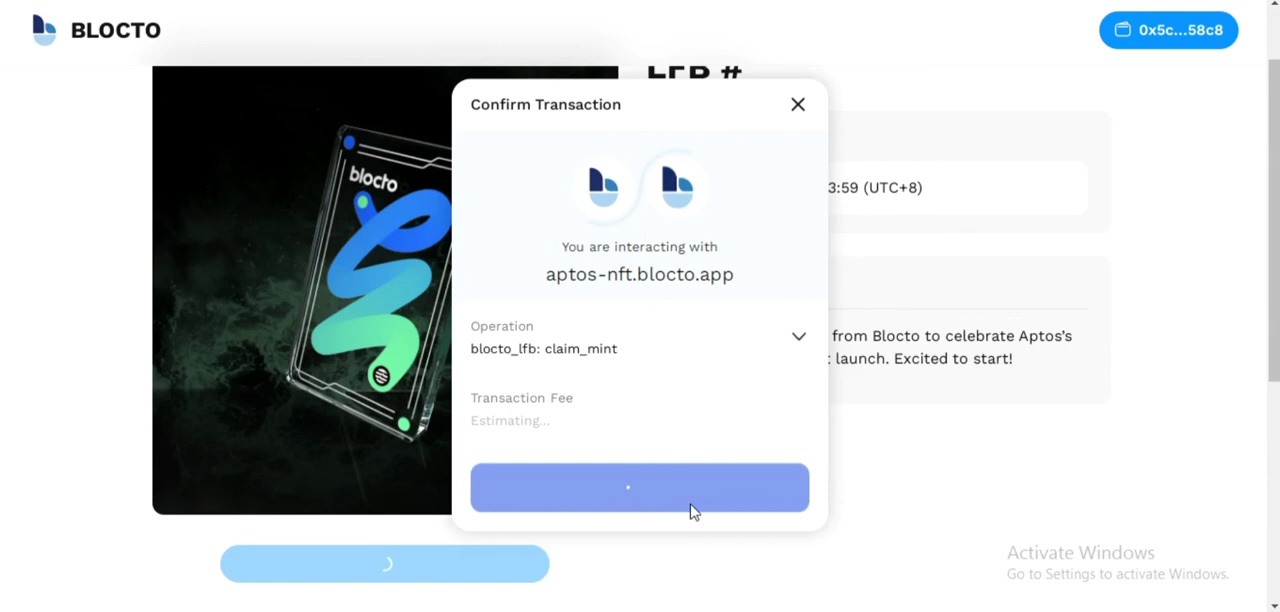 BLOCTO
0x5c...58c8
LFB #
Confirm Transaction
blocto
3:59 (UTC+8)
You are interacting with
aptos-nft.blocto.app
Operation
blocto_lfb: claim_mint
from Blocto to celebrate Aptos's
launch. Excited to start!
Transaction Fee
Estimating...
Activate Windows
Go to Settings to activate Windows.